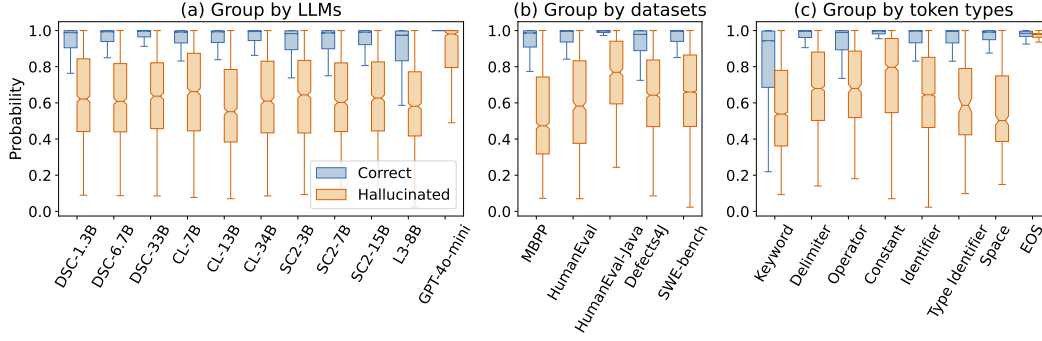 (a) Group by LLMs
(b) Group by datasets
(c) Group by token types
Probability
1.0
0.8
0.6
0.4
0.2
0.0
Correct
Hallucinated
DSC-1.3B
DSC-6.7B
DSC-33B
CL-7B
CL-13B
CL-34B
SC2-3B
SC2-7B
SC2-15B
L3-8B
GPT-4o-mini
1.0
0.8
0.6
0.4
0.2
0.0
MBPP
HumanEval
HumanEval-Java
Defects4J
SWE-bench
1.0
0.8
0.6
0.4
0.2
0.0
Keyword
Delimiter
Operator
Constant
Identifier
Type Identifier
Space
EOS